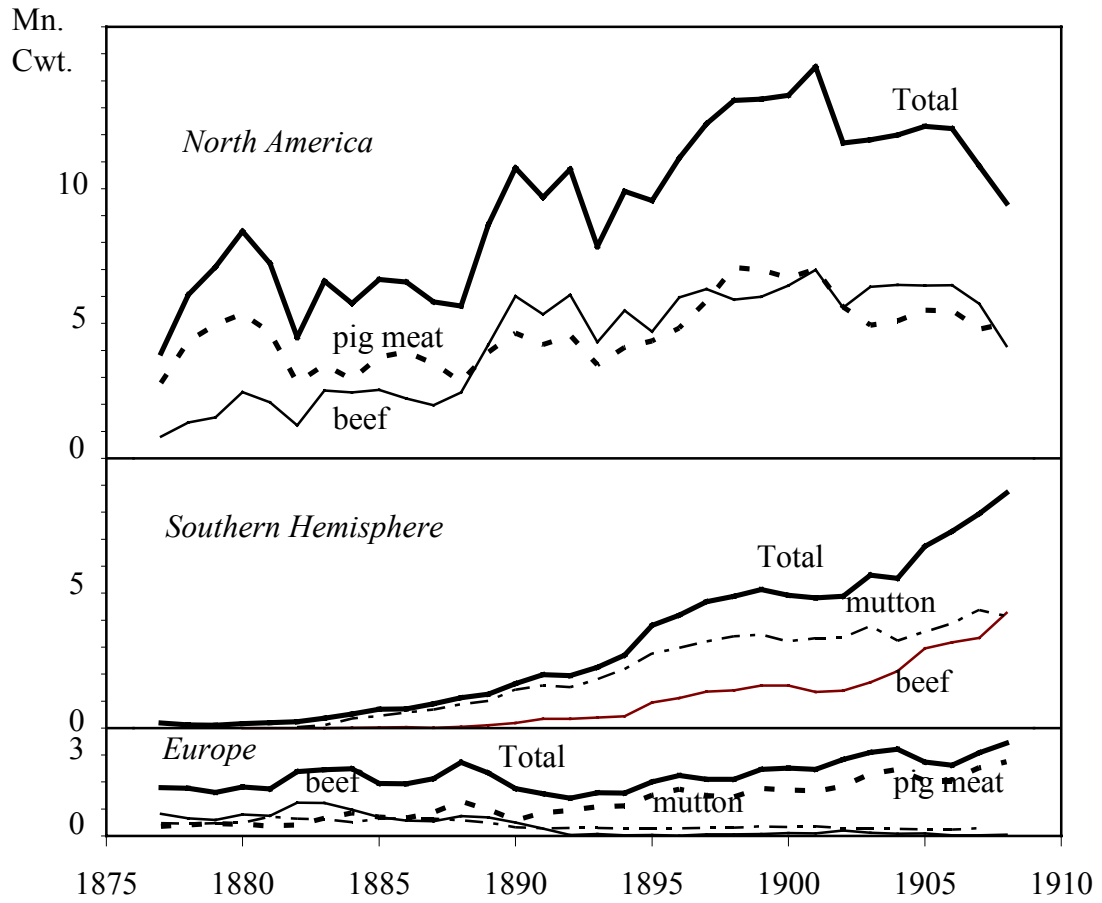 Mn.
Cwt.
Total
North America
10
5
pig meat
beef
0
Southern Hemisphere
Total
5
mutton
beef
0
3
Europe
Total
beef
mutton
pig meat
0
1875 1880 1885 1890 1895 1900 1905 1910